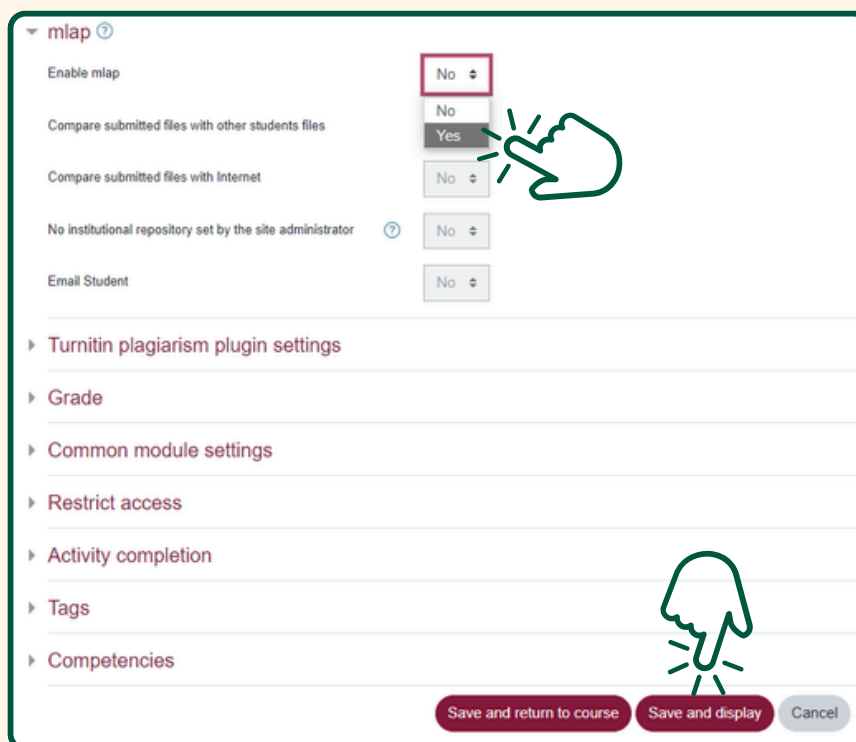 mlap ?
Enable mlap No
No
Yes
Compare submitted files with other students files
Compare submitted files with Internet No
No institutional repository set by the site administrator ? No
Email Student No
Turnitin plagiarism plugin settings
Grade
Common module settings
Restrict access
Activity completion
Tags
Competencies
Save and return to course Save and display Cancel